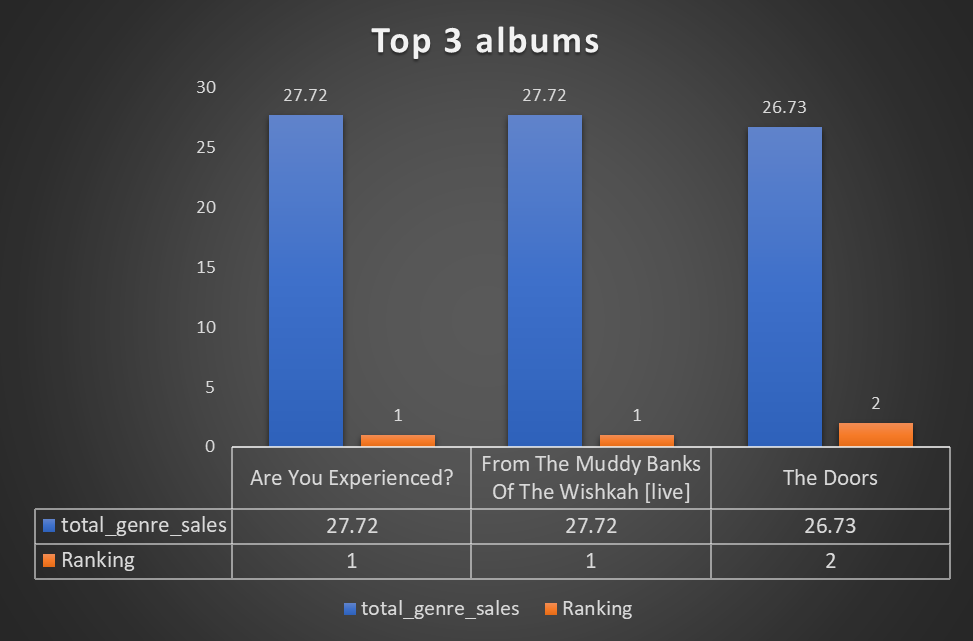 Top 3 albums
30
25
20
15
10
5
0
27.72
1
27.72
1
26.73
2
Are You Experienced?
From The Muddy Banks
Of The Wishkah [live]
The Doors
total_genre_sales 27.72 27.72 26.73
Ranking 1 1 2
total_genre_sales Ranking